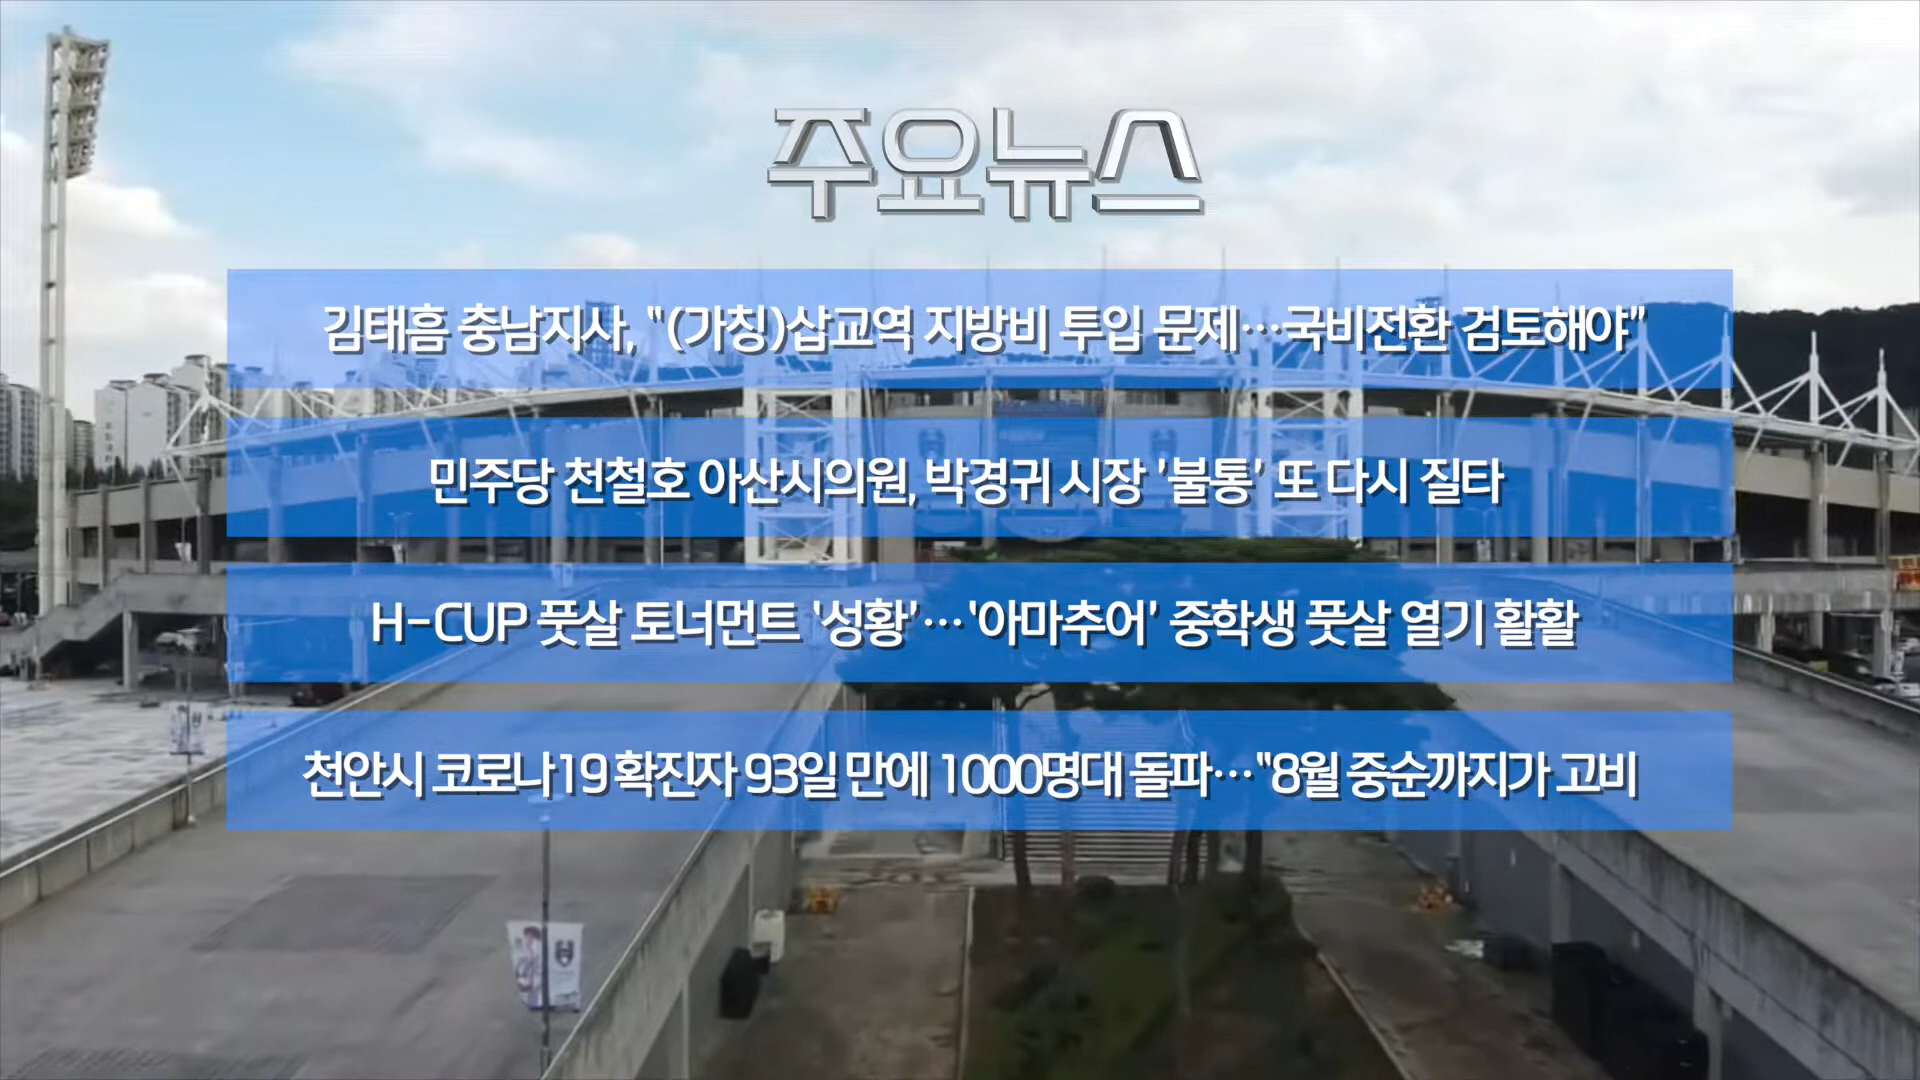 주요뉴스
김태흠 충남지사, "(가칭)삽교역 지방비 투입 문제…국비전환 검토해야"
민주당 천철호 아산시의원, 박경귀 시장 '불통' 또 다시 질타
H-CUP 풋살 토너먼트 '성황'…'아마추어' 중학생 풋살 열기 활활
천안시 코로나19 확진자 93일 만에 1000명대 돌파…"8월 중순까지가 고비